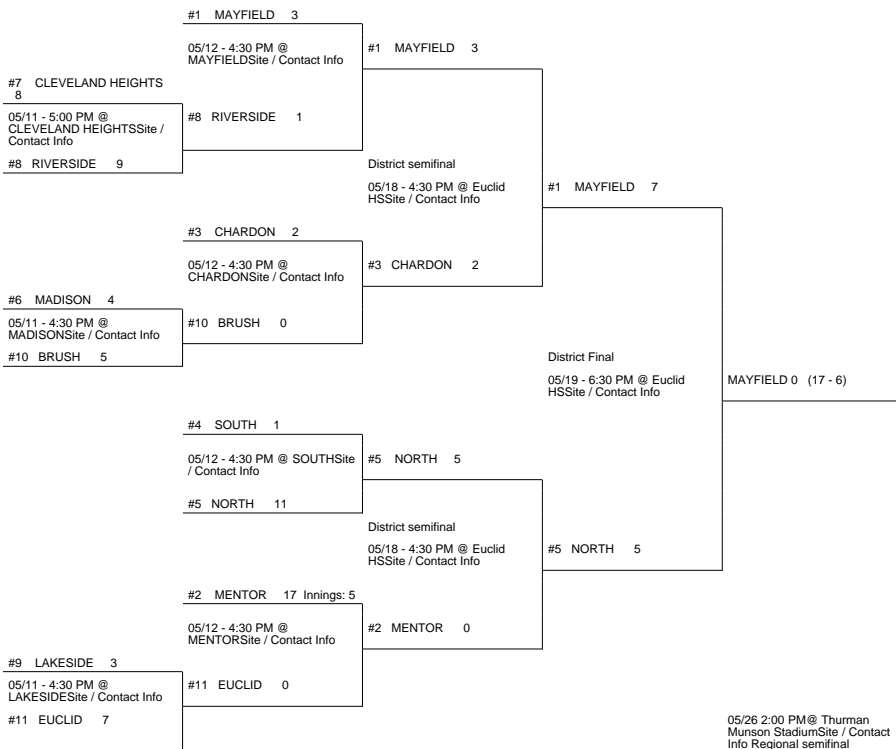 #1 MAYFIELD 3
05/12 - 4:30 PM @
MAYFIELDSite / Contact Info
#1 MAYFIELD 3
#7 CLEVELAND HEIGHTS
8
05/11 - 5:00 PM @
CLEVELAND HEIGHTSSite /
Contact Info
#8 RIVERSIDE 1
#8 RIVERSIDE 9
District semifinal
05/18 - 4:30 PM @ Euclid
HSSite / Contact Info
#1 MAYFIELD 7
#3 CHARDON 2
05/12 - 4:30 PM @
CHARDONSite / Contact Info
#3 CHARDON 2
#6 MADISON 4
05/11 - 4:30 PM @
MADISONSite / Contact Info
#10 BRUSH 0
#10 BRUSH 5
District Final
05/19 - 6:30 PM @ Euclid
HSSite / Contact Info
MAYFIELD 0 (17 - 6)
#4 SOUTH 1
05/12 - 4:30 PM @ SOUTHSite
/ Contact Info
#5 NORTH 5
#5 NORTH 11
District semifinal
05/18 - 4:30 PM @ Euclid
HSSite / Contact Info
#5 NORTH 5
#2 MENTOR 17 Innings: 5
05/12 - 4:30 PM @
MENTORSite / Contact Info
#2 MENTOR 0
#9 LAKESIDE 3
05/11 - 4:30 PM @
LAKESIDESite / Contact Info
#11 EUCLID 0
#11 EUCLID 7
05/26 2:00 PM@ Thurman
Munson StadiumSite / Contact
Info Regional semifinal